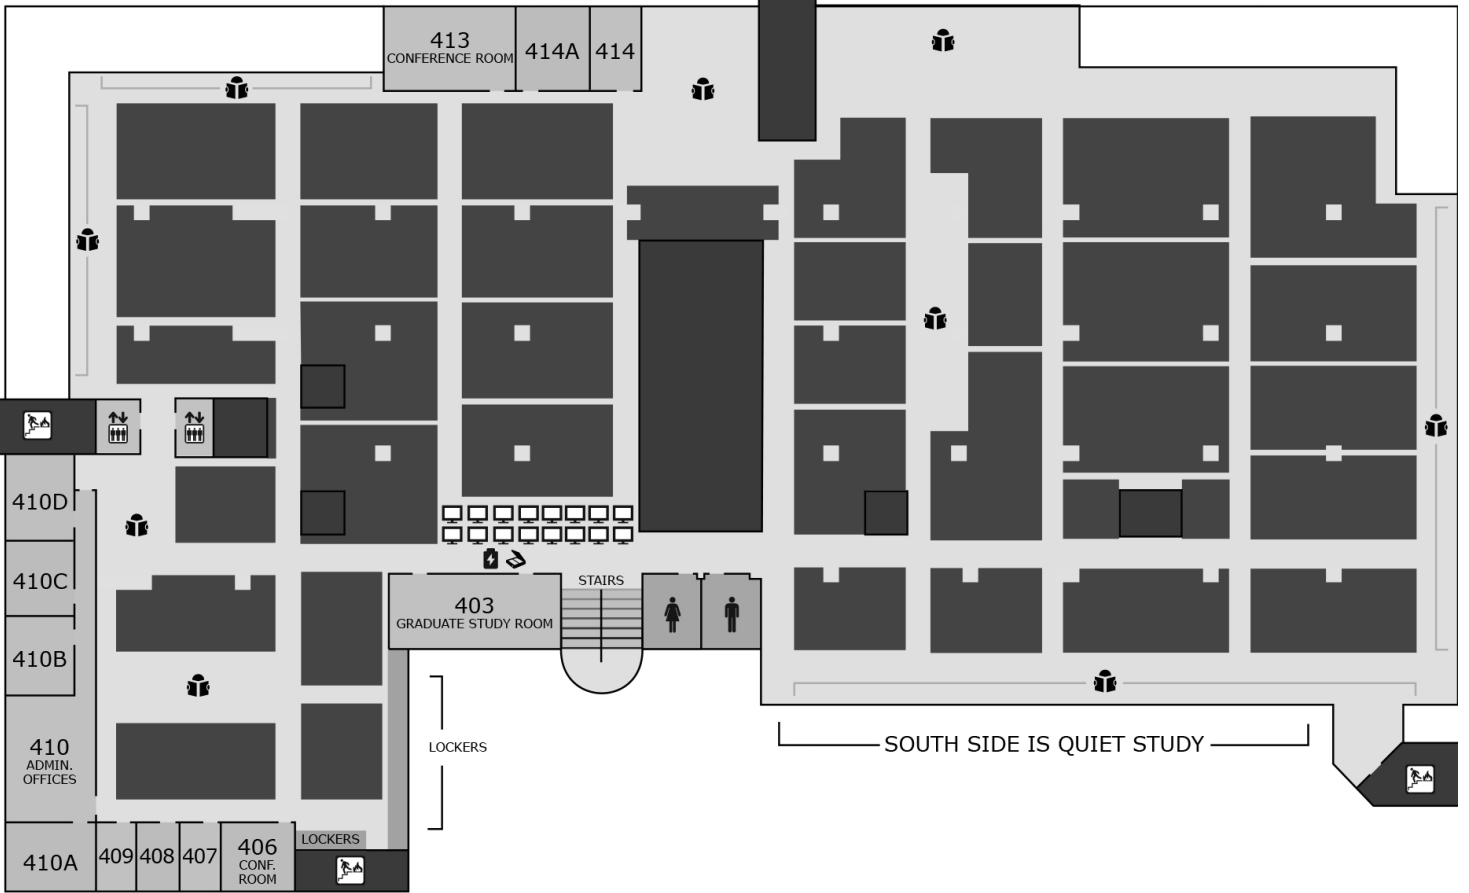 413
CONFERENCE ROOM
414A
414
410D
410C
410B
410
ADMIN.
OFFICES
410A
409
408
407
406
CONF.
ROOM
LOCKERS
403
GRADUATE STUDY ROOM
STAIRS
LOCKERS
SOUTH SIDE IS QUIET STUDY